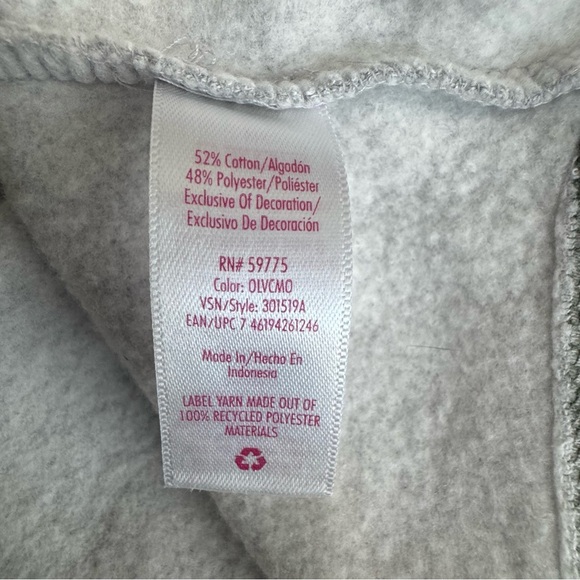 52% Cotton/Algodón
48% Polyester/Poliéster
Exclusive Of Decoration/
Exclusivo De Decoración
RN# 59775
Color: OLVCMO
VSN/Style: 301519A
EAN/UPC 7 46194261246
Made In/Hecho En
Indonesia
LABEL YARN MADE OUT OF
100% RECYCLED POLYESTER
MATERIALS